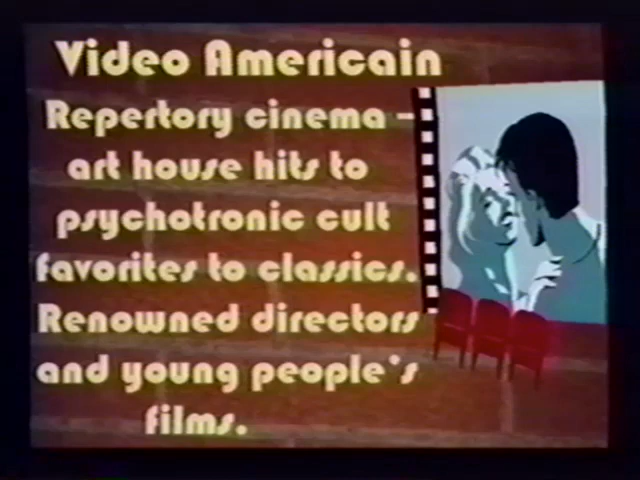 Video Americain
Repertory cinema –
art house hits to
psychotronic cult
favorites to classics.
Renowned directors
and young people's
films.